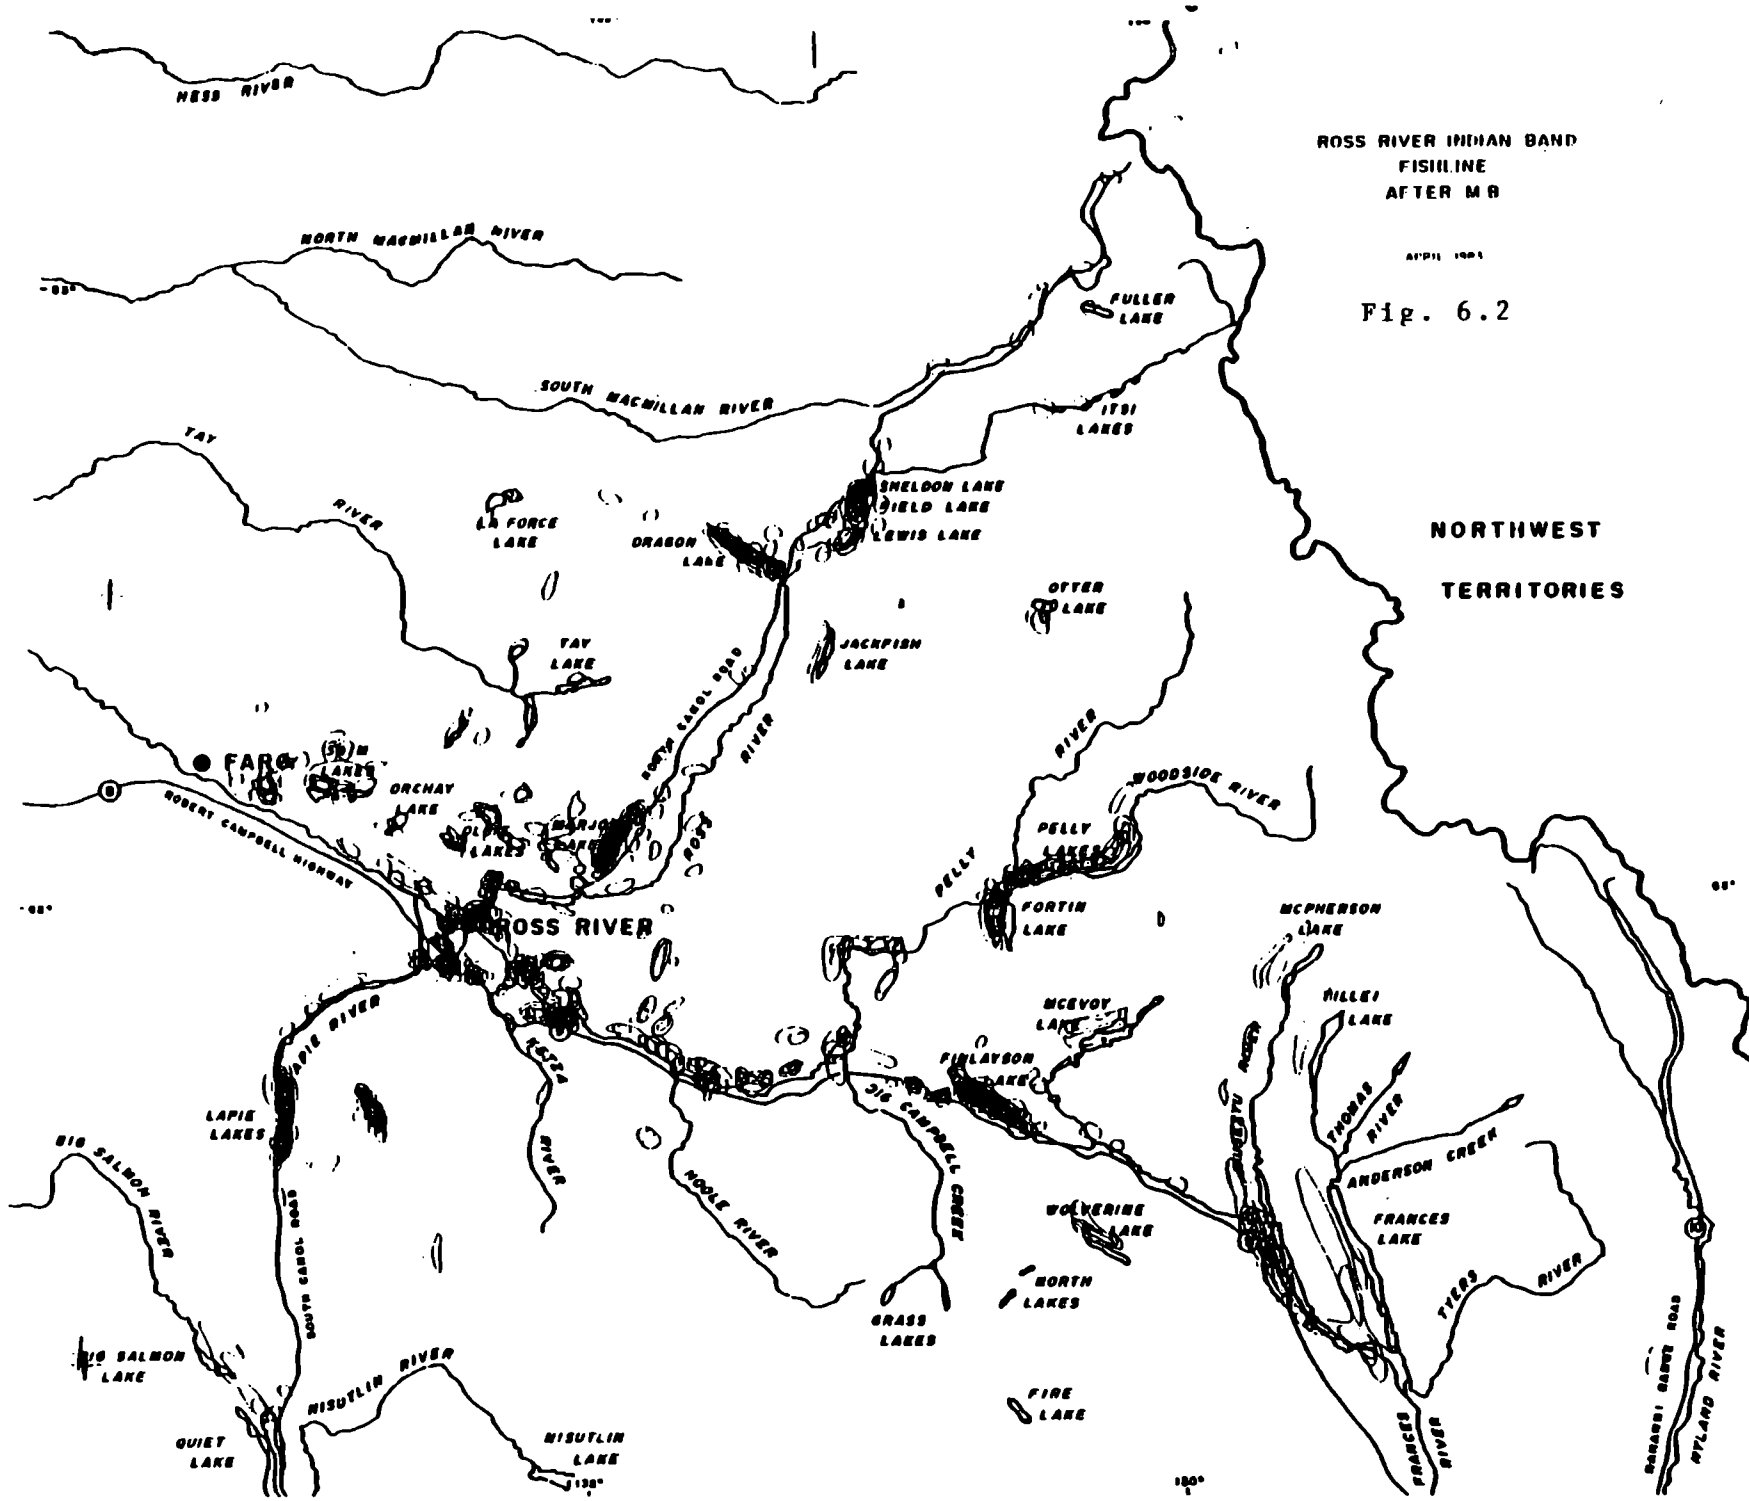 HESS RIVER
ROSS RIVER INDIAN BAND
FISHLINE
AFTER M B
Fig. 6.2
NORTH MACMILLAN RIVER
FULLER
LAKE
SOUTH MACMILLAN RIVER
ITSI
LAKES
TAY
RIVER
SHELDON LAKE
FIELD LAKE
LEWIS LAKE
LA FORCE
LAKE
DRAGON
LAKE
NORTHWEST
TERRITORIES
OTTER
LAKE
JACKFISH
LAKE
TAY
LAKE
NORTH CANOL ROAD
RIVER
ROSS
FARO
LAKES
ORCHAY
LAKE
LAKES
ROBERT CAMPBELL HIGHWAY
RIVER
PELLY
WOODSIDE RIVER
PELLY
LAKES
FORTIN
LAKE
ROSS RIVER
MCPHERSON
LAKE
LAPIE RIVER
MCEVOY
LAKE
TILLEI
LAKE
KETZA
RIVER
FINLAYSON
LAKE
BIG CAMPBELL CREEK
LAPIE
LAKES
RIVER
THOMAS
RIVER
ANDERSON CREEK
BIG SALMON RIVER
HOOLE RIVER
WOLVERINE
LAKE
FRANCES
LAKE
SOUTH CANOL ROAD
NORTH
LAKES
TYERS
RIVER
GRASS
LAKES
BIG SALMON
LAKE
NISUTLIN
RIVER
FIRE
LAKE
QUIET
LAKE
NISUTLIN
LAKE
FRANCES
RIVER
ROAD
HYLAND RIVER